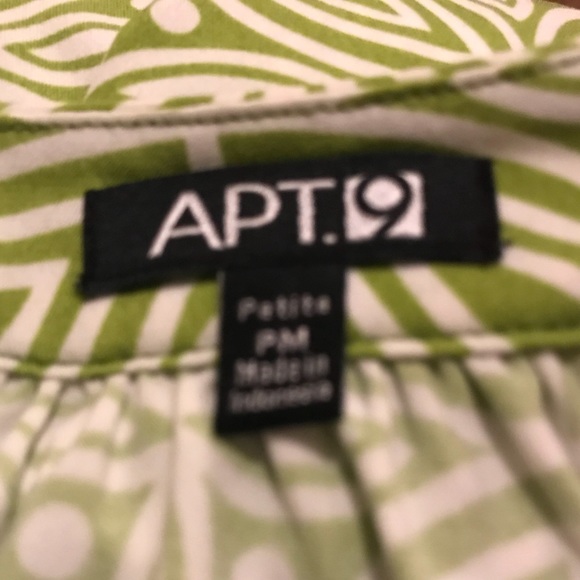 APT.9
Petite
PM
Made in
Indonesia